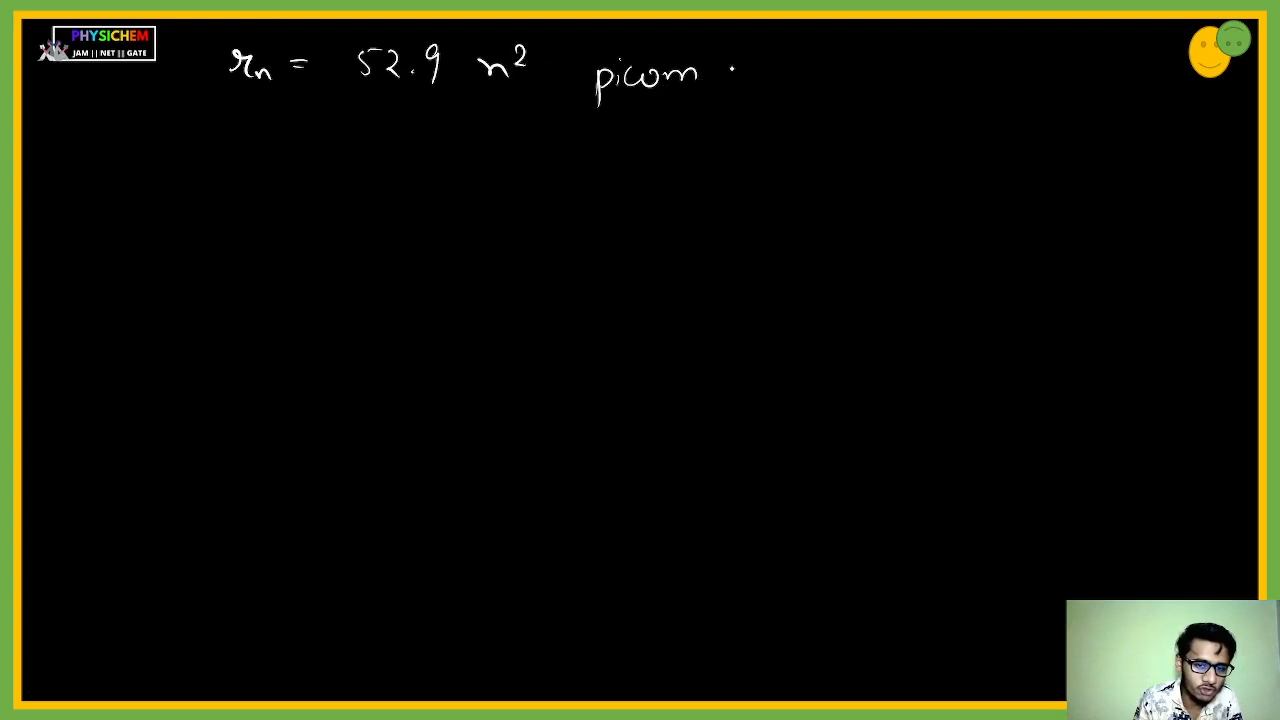 PHYSICHEM
JAM || NET || GATE
rₙ = 52.9 n² picom .